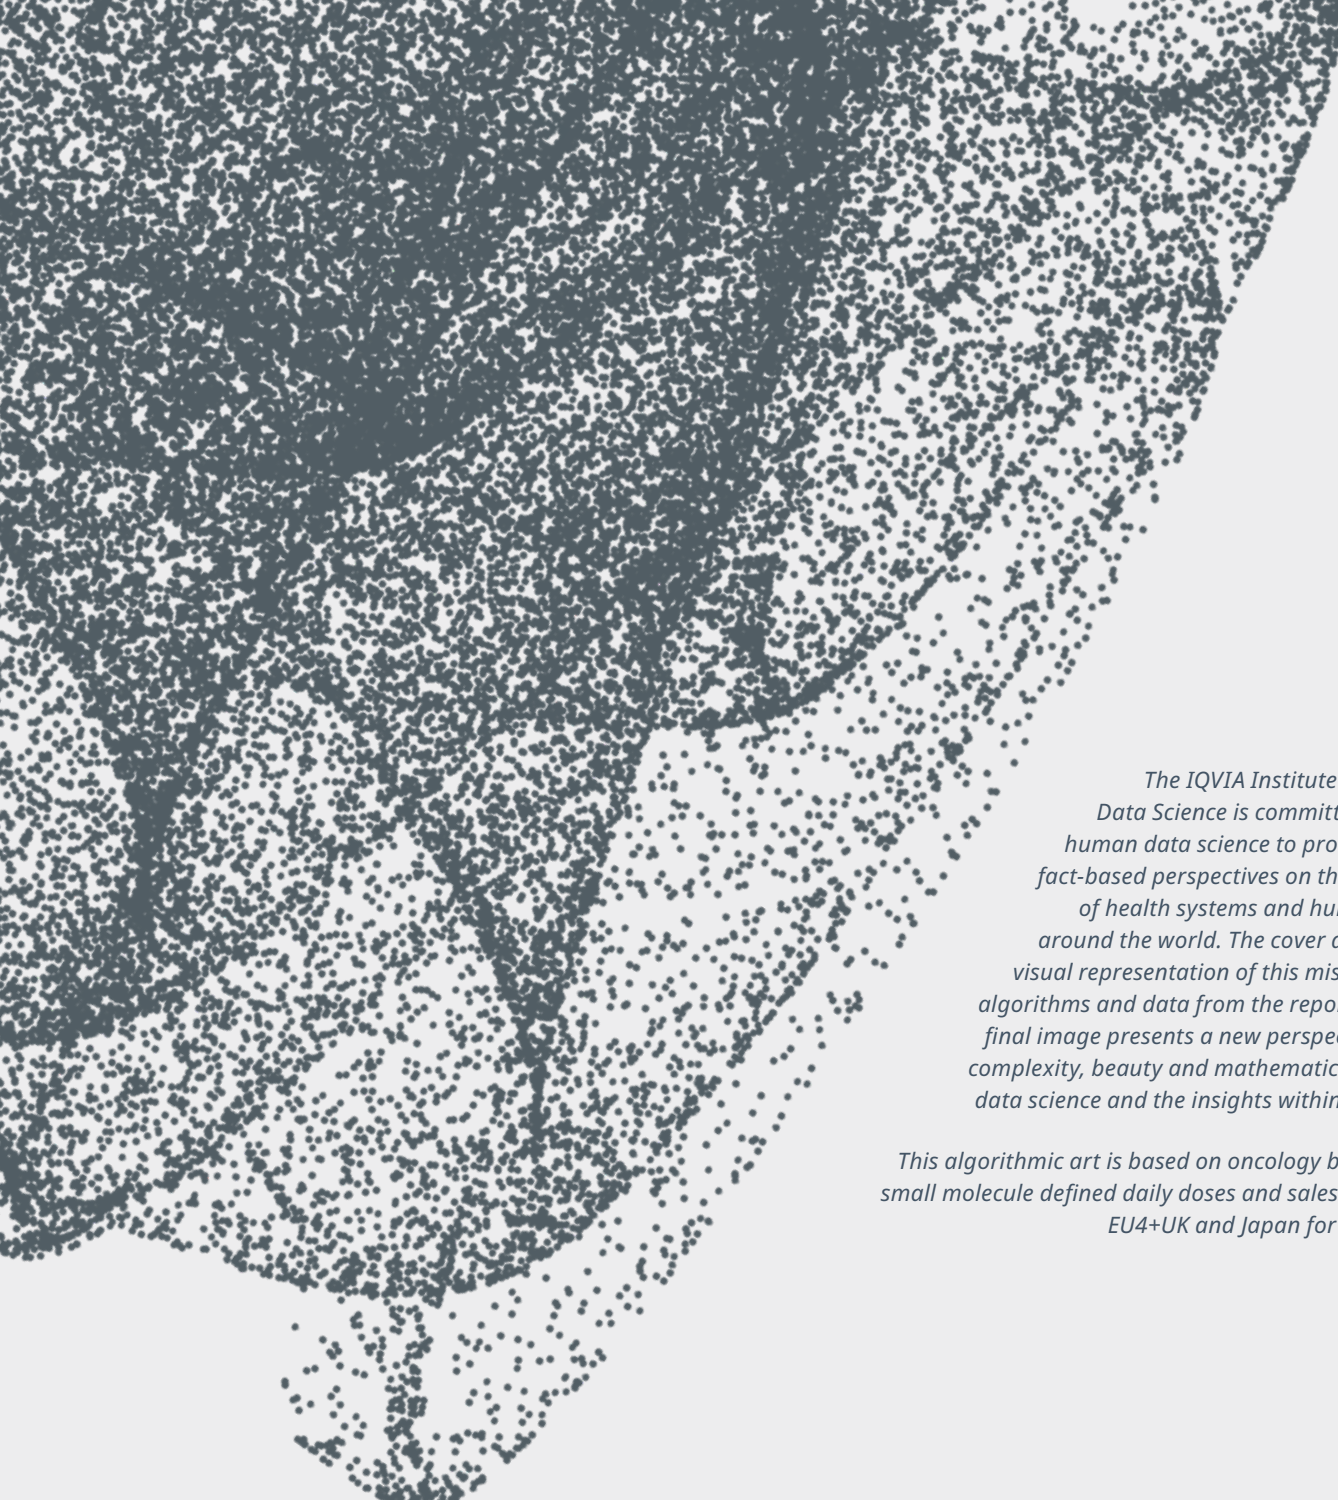 The IQVIA Institute
Data Science is committ
human data science to pro
fact-based perspectives on th
of health systems and hu
around the world. The cover
visual representation of this mis
algorithms and data from the repo
final image presents a new perspe
complexity, beauty and mathematic
data science and the insights within
This algorithmic art is based on oncology b
small molecule defined daily doses and sales
EU4+UK and Japan for